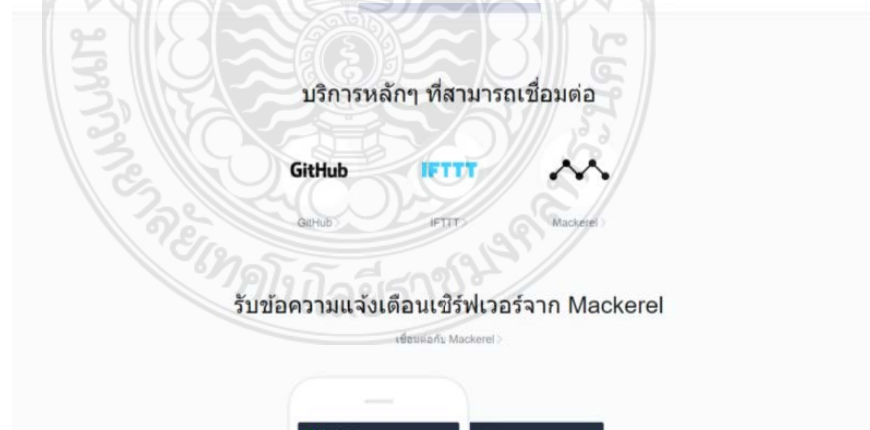 บริการหลักๆ ที่สามารถเชื่อมต่อ
GitHub IFTTT
GitHub > IFTTT > Mackerel >
รับข้อความแจ้งเตือนเซิร์ฟเวอร์จาก Mackerel
เชื่อมต่อกับ Mackerel >